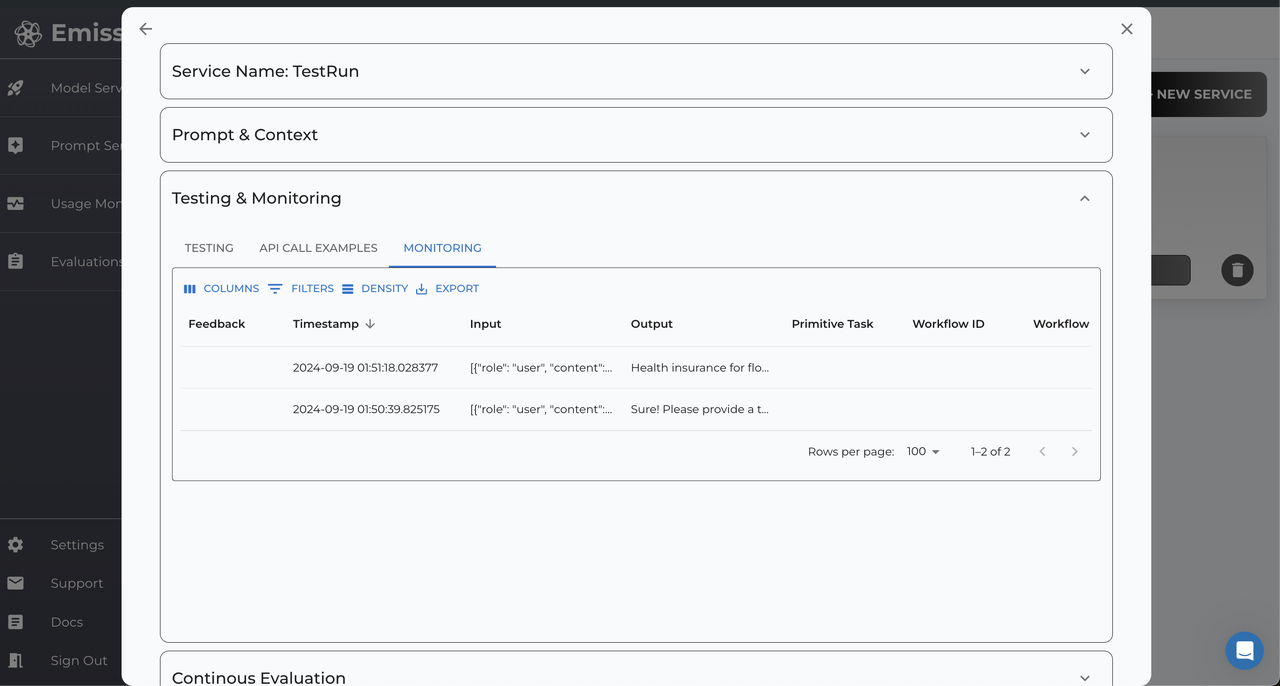 Emiss
Model Serv
Prompt Ser
Usage Mon
Evaluations
Settings
Support
Docs
Sign Out
NEW SERVICE
Service Name: TestRun
Prompt & Context
Testing & Monitoring
TESTING API CALL EXAMPLES MONITORING
COLUMNS FILTERS DENSITY EXPORT
Feedback Timestamp Input Output Primitive Task Workflow ID Workflow
2024-09-19 01:51:18.028377 [{"role": "user", "content":... Health insurance for flo...
2024-09-19 01:50:39.825175 [{"role": "user", "content":... Sure! Please provide a t...
Rows per page: 100 1–2 of 2
Continous Evaluation